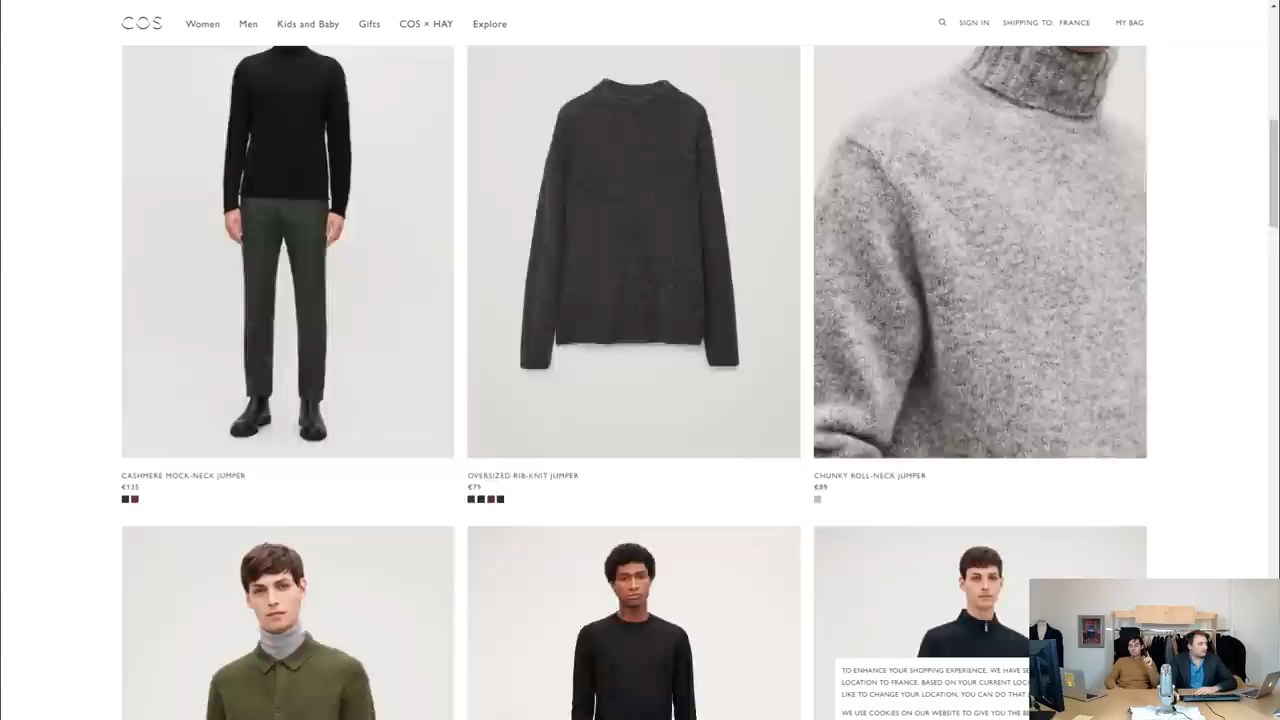 COS
Women
Men
Kids and Baby
Gifts
COS × HAY
Explore
SIGN IN
SHIPPING TO: FRANCE
MY BAG
CASHMERE MOCK-NECK JUMPER
€135
OVERSIZED RIB-KNIT JUMPER
€79
CHUNKY ROLL-NECK JUMPER
€89
TO ENHANCE YOUR SHOPPING EXPERIENCE, WE HAVE
LOCATION TO FRANCE, BASED ON YOUR CURRENT
LIKE TO CHANGE YOUR LOCATION, YOU CAN DO THAT
WE USE COOKIES ON OUR WEBSITE TO GIVE YOU THE